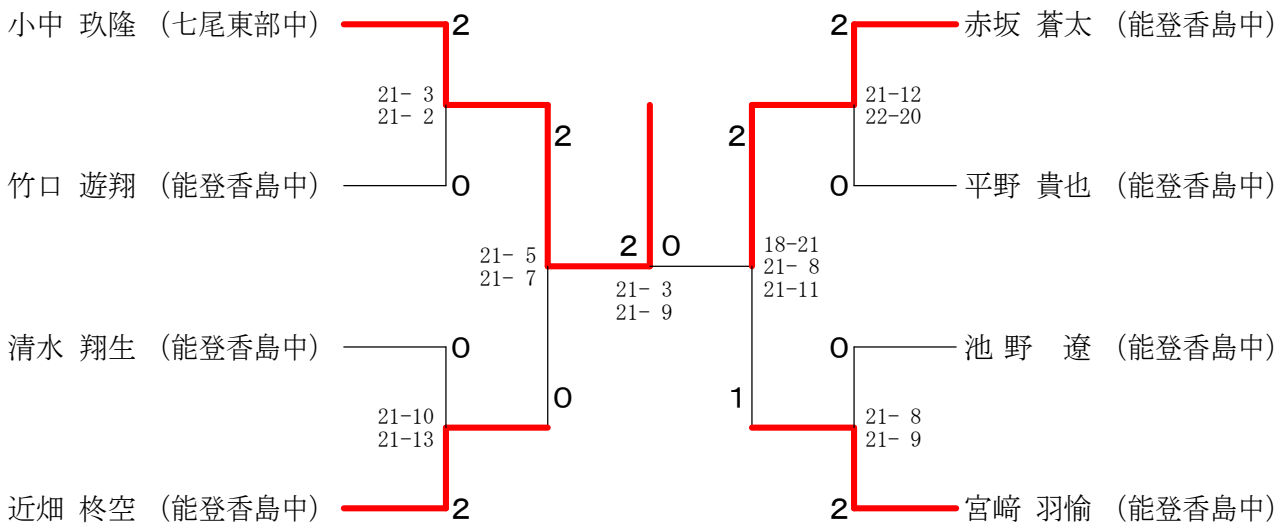 小中 玖隆 (七尾東部中) 2 2 赤坂 蒼太 (能登香島中)
21- 3 21-12
21- 2 22-20
2 2
竹口 遊翔 (能登香島中) 0 0 平野 貴也 (能登香島中)
21- 5 2 0 18-21
21- 7 21- 8
21- 3 21-11
21- 9
清水 翔生 (能登香島中) 0 0 池野 遼 (能登香島中)
0 1
21-10 21- 8
21-13 21- 9
近畑 柊空 (能登香島中) 2 2 宮﨑 羽愉 (能登香島中)